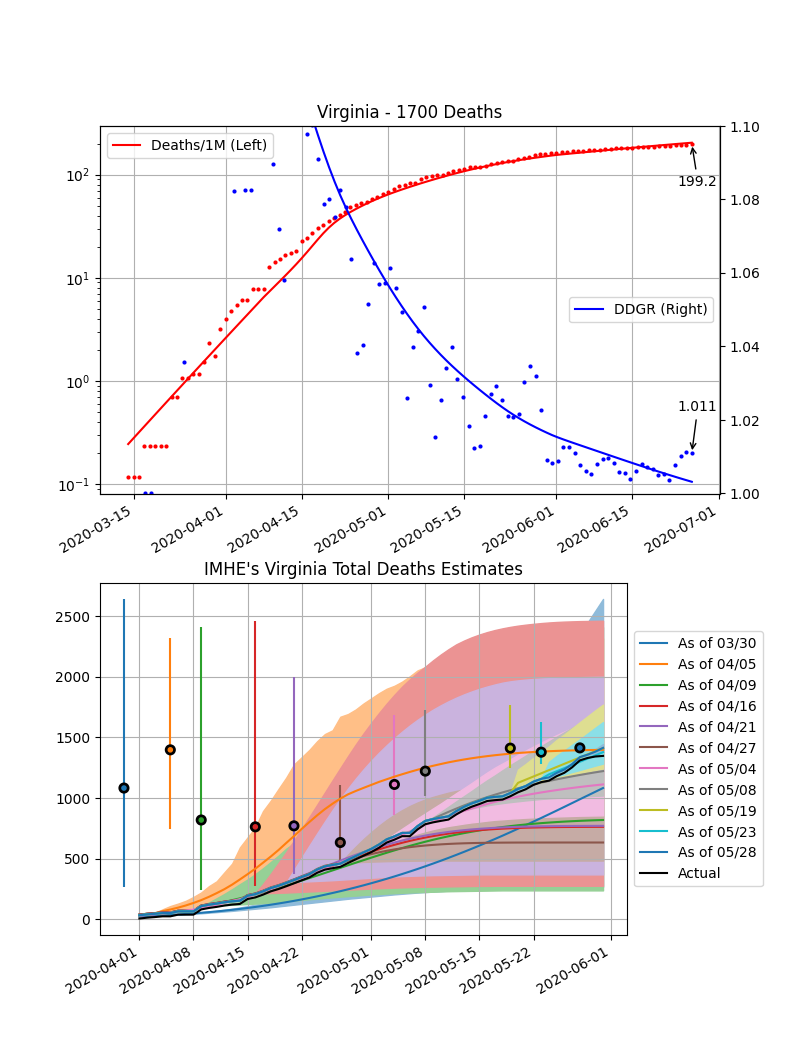 Virginia - 1700 Deaths
Deaths/1M (Left)
DDGR (Right)
199.2
1.011
10²
10¹
10⁰
10⁻¹
1.10
1.08
1.06
1.04
1.02
1.00
2020-03-15
2020-04-01
2020-04-15
2020-05-01
2020-05-15
2020-06-01
2020-06-15
2020-07-01
IMHE's Virginia Total Deaths Estimates
2500
2000
1500
1000
500
0
2020-04-01
2020-04-08
2020-04-15
2020-04-22
2020-05-01
2020-05-08
2020-05-15
2020-05-22
2020-06-01
As of 03/30
As of 04/05
As of 04/09
As of 04/16
As of 04/21
As of 04/27
As of 05/04
As of 05/08
As of 05/19
As of 05/23
As of 05/28
Actual